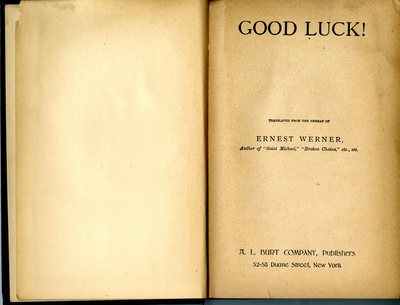 GOOD LUCK!
TRANSLATED FROM THE GERMAN OF
ERNEST WERNER,
Author of "Saint Michael," "Broken Chains," etc., etc.
A. L. BURT COMPANY, Publishers
52-58 Duane Street, New York